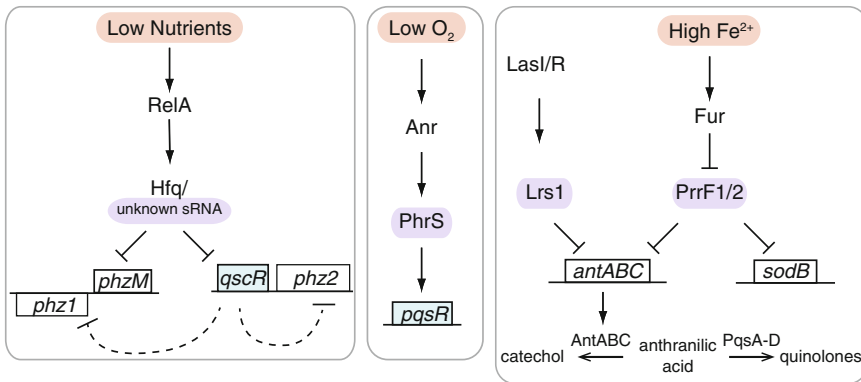 Low Nutrients
RelA
Hfq/
unknown sRNA
phzM
phz1
qscR
phz2
Low O₂
Anr
PhrS
pqsR
High Fe²⁺
LasI/R
Fur
Lrs1
PrrF1/2
antABC
sodB
AntABC
PqsA-D
catechol
anthranilic
acid
quinolones